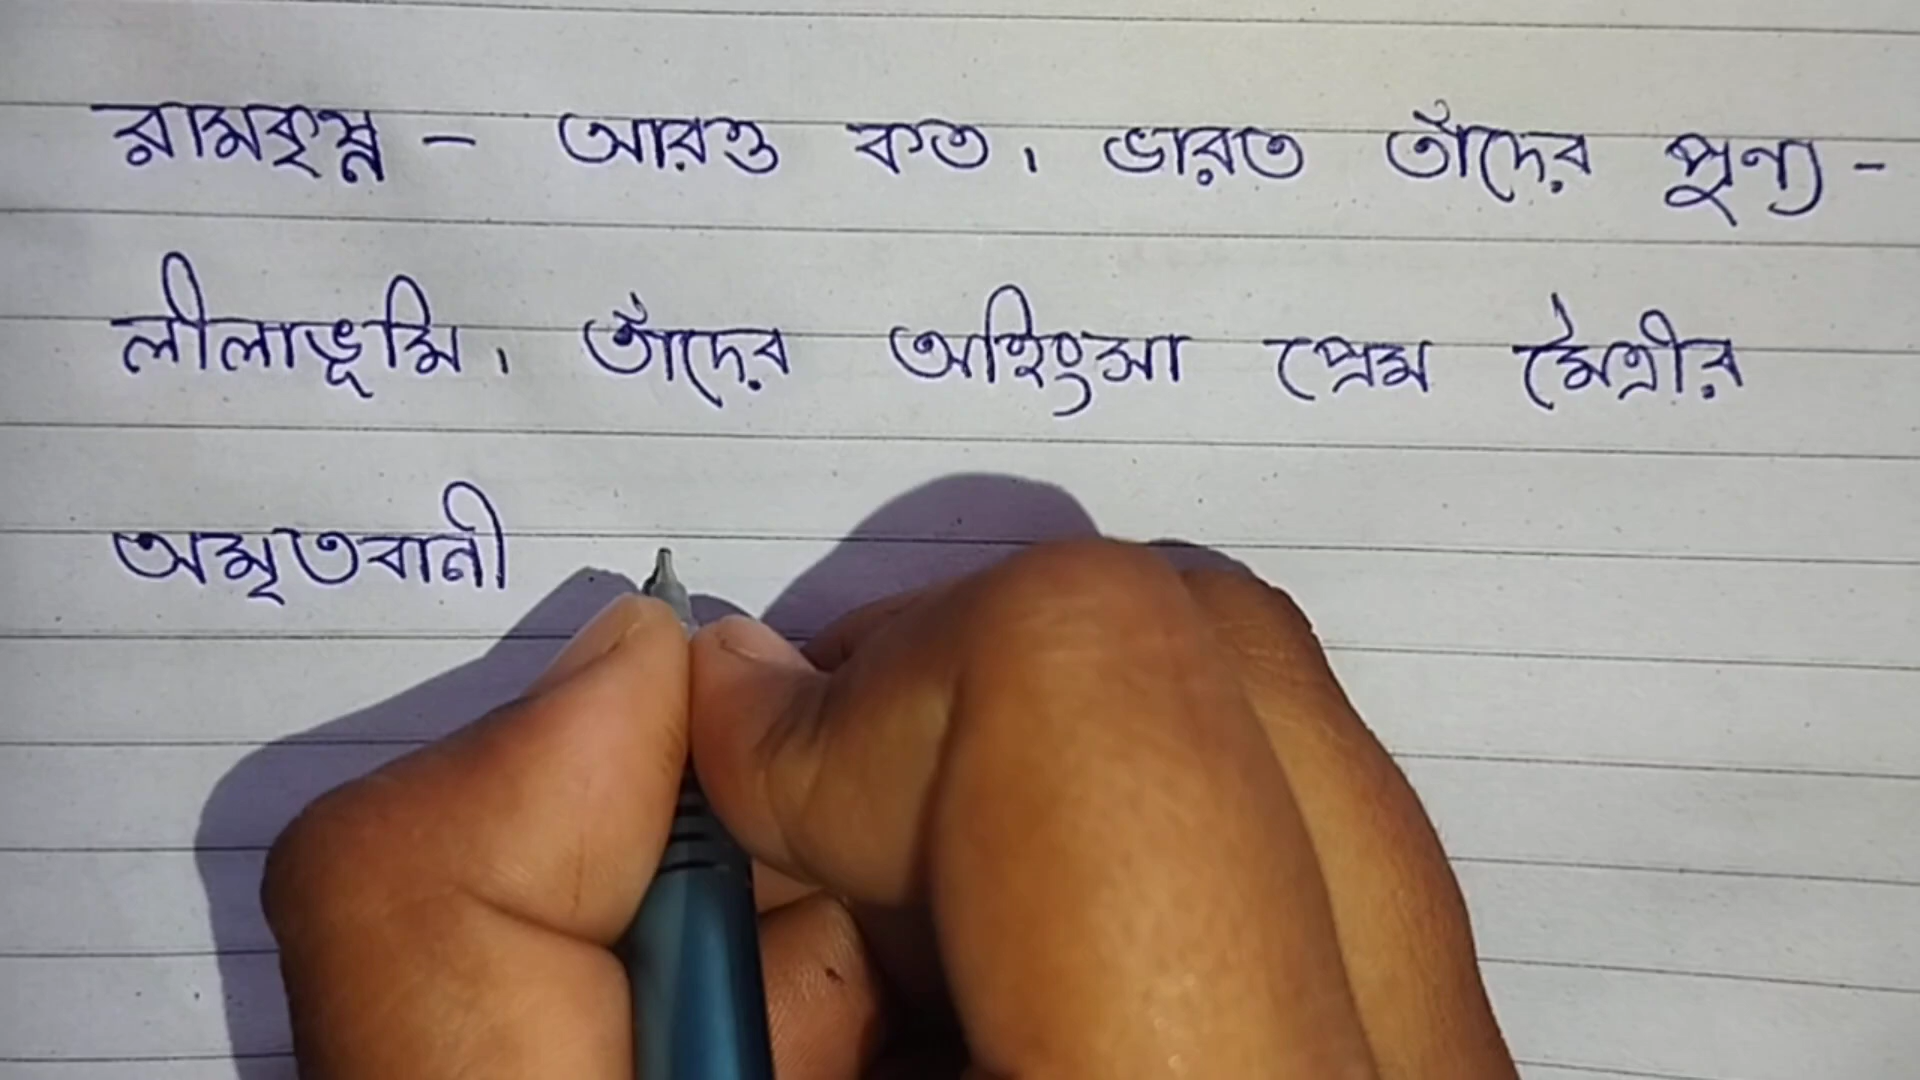 রামকৃষ্ণ - আরও কত। ভারত তাঁদের পুণ্য -
লীলাভূমি। তাঁদের অহিংসা প্রেম মৈত্রীর
অমৃতবানী